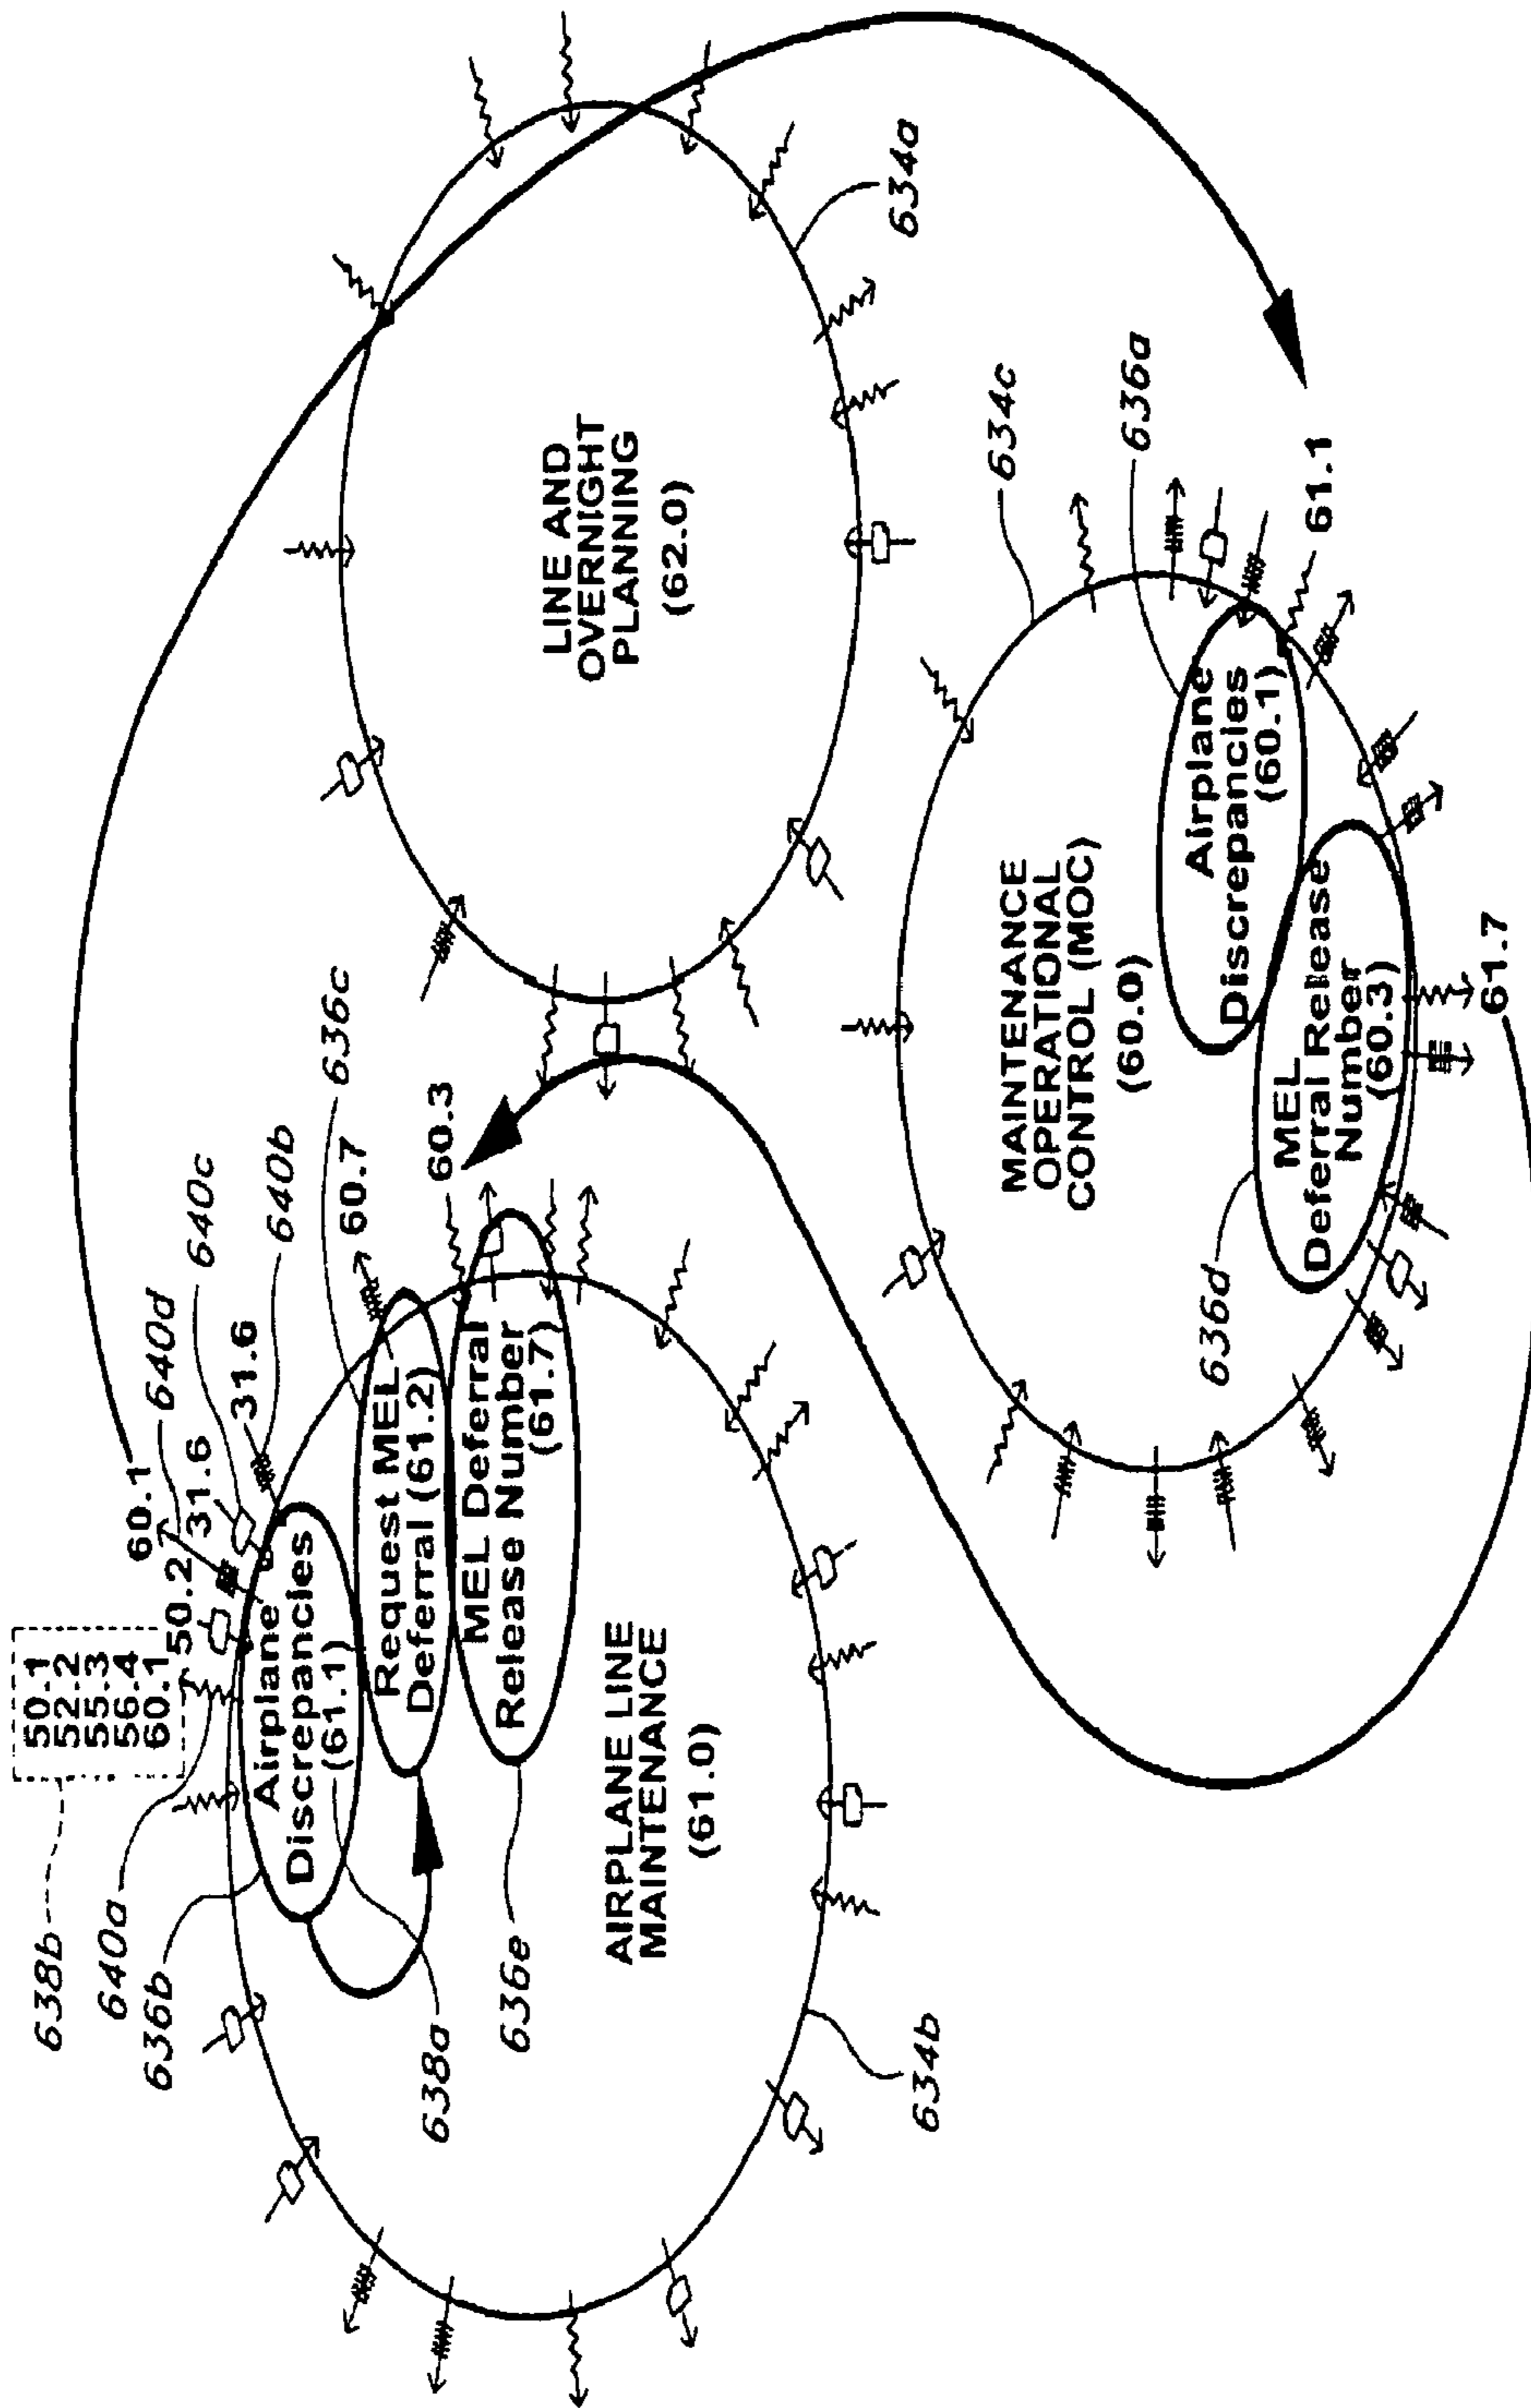 638b
50.1
52.2
55.3
56.4
60.1
640a
636b
50.2
60.1
640d
31.6
640c
31.6
640b
636c
60.7
60.3
Airplane
Discrepancies
(61.1)
Request MEL
Deferral (61.2)
MEL Deferral
Release Number
(61.7)
638a
636e
AIRPLANE LINE
MAINTENANCE
(61.0)
634b
LINE AND
OVERNIGHT
PLANNING
(62.0)
634a
634c
636a
MAINTENANCE
OPERATIONAL
CONTROL (MOC)
(60.0)
Airplane
Discrepancies
(60.1)
61.1
MEL
Deferral Release
Number
(60.3)
636d
61.7